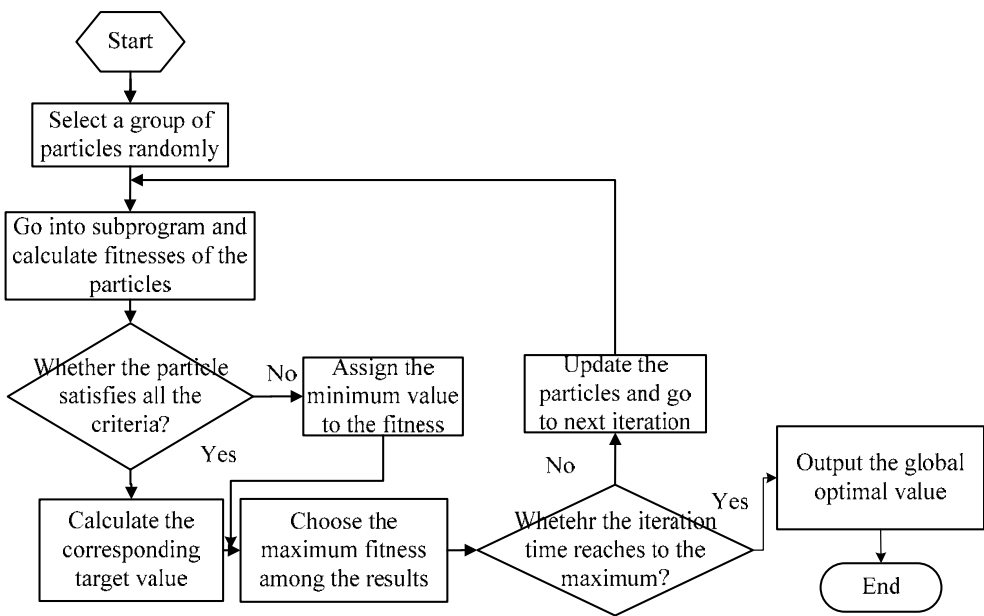 Start
Select a group of
particles randomly
Go into subprogram and
calculate fitnesses of the
particles
Whether the particle
satisfies all the
criteria?
No
Assign the
minimum value
to the fitness
Yes
Calculate the
corresponding
target value
Choose the
maximum fitness
among the results
Whetehr the iteration
time reaches to the
maximum?
No
Update the
particles and go
to next iteration
Yes
Output the global
optimal value
End